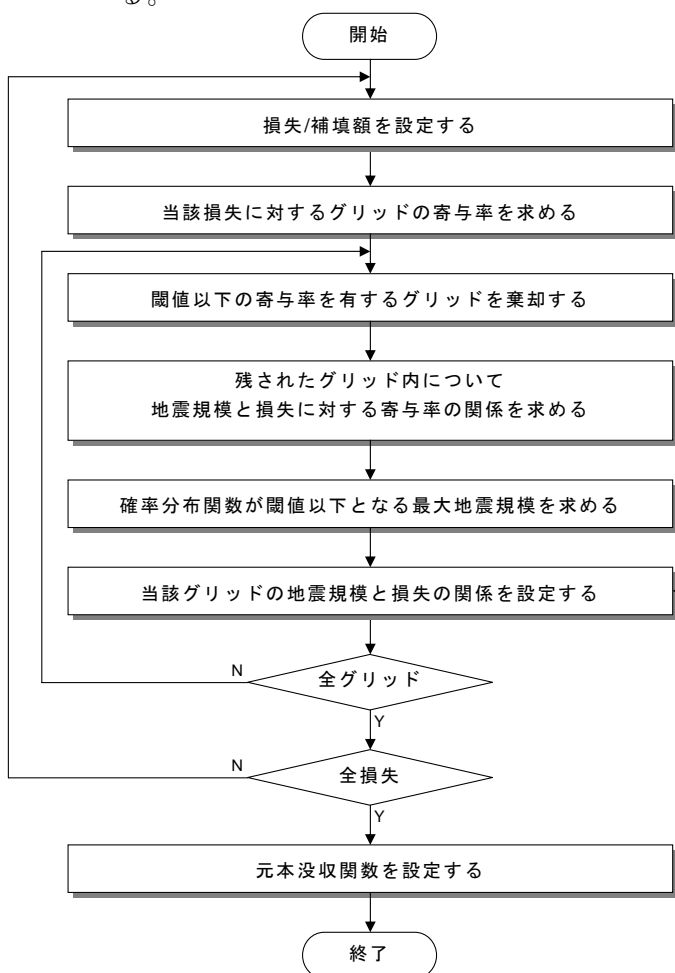 る。
開始
損失/補填額を設定する
当該損失に対するグリッドの寄与率を求める
閾値以下の寄与率を有するグリッドを棄却する
残されたグリッド内について
地震規模と損失に対する寄与率の関係を求める
確率分布関数が閾値以下となる最大地震規模を求める
当該グリッドの地震規模と損失の関係を設定する
N
全グリッド
Y
N
全損失
Y
元本没収関数を設定する
終了